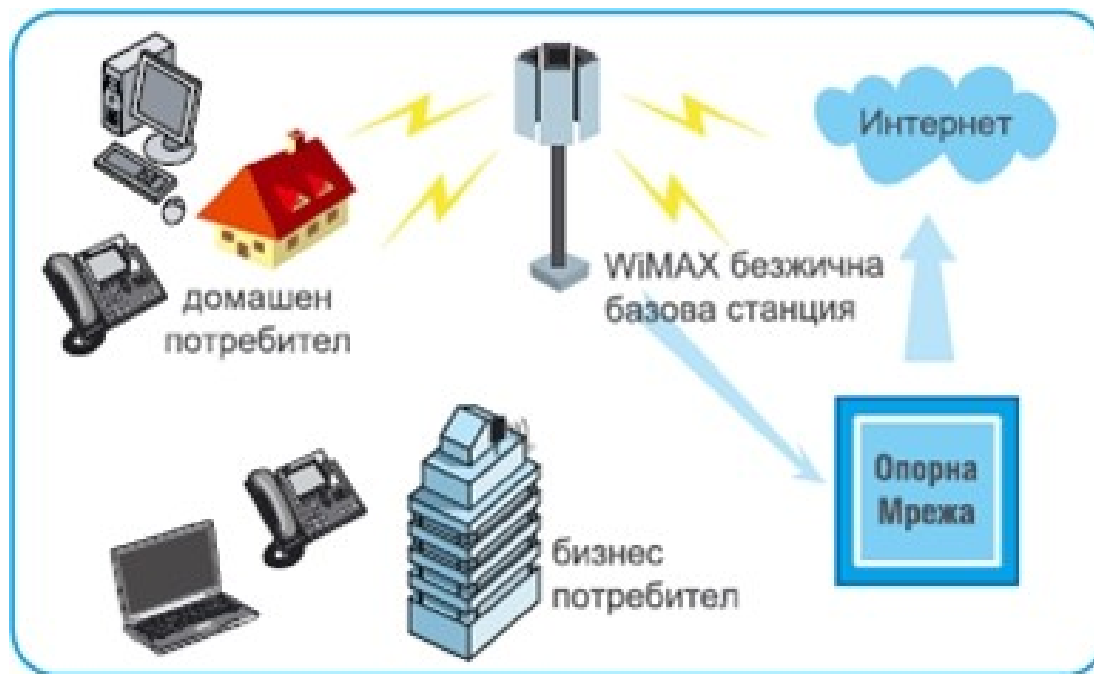 Интернет
WiMAX безжична
базова станция
домашен
потребител
Опорна
Мрежа
бизнес
потребител